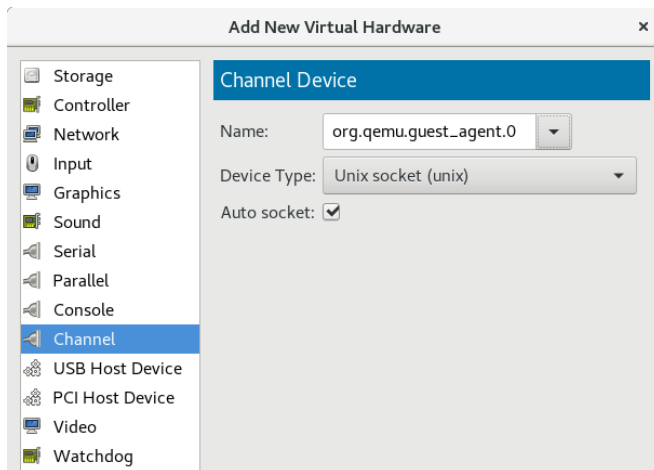 Add New Virtual Hardware
Storage
Controller
Network
Input
Graphics
Sound
Serial
Parallel
Console
Channel
USB Host Device
PCI Host Device
Video
Watchdog
Channel Device
Name: org.qemu.guest_agent.0
Device Type: Unix socket (unix)
Auto socket: